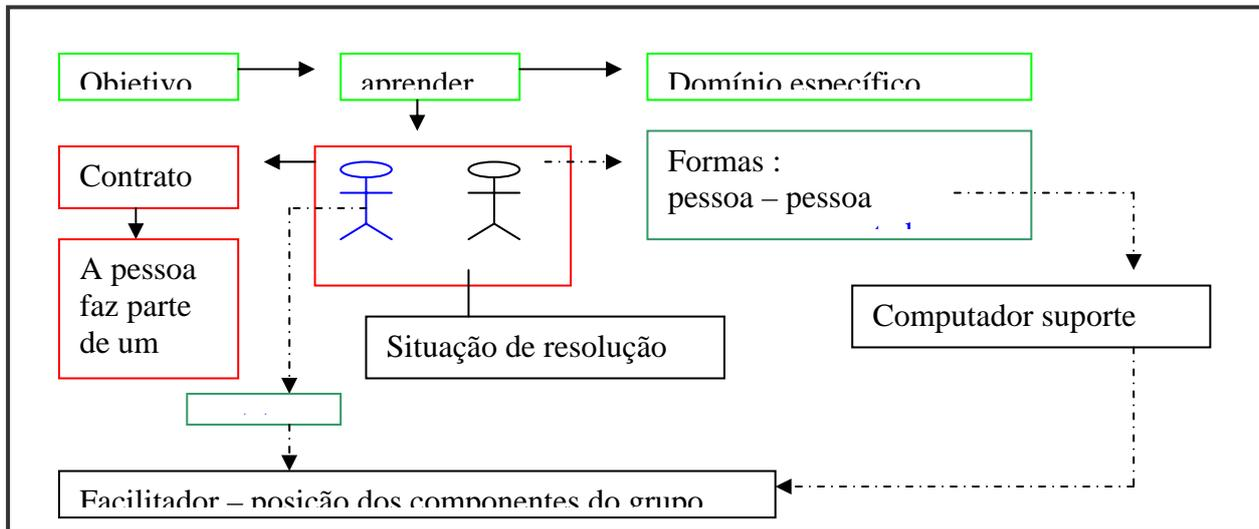 Objetivo
aprender
Domínio específico
Contrato
Formas :
pessoa – pessoa
A pessoa
faz parte
de um
Computador suporte
Situação de resolução
Facilitador – posição dos componentes do grupo